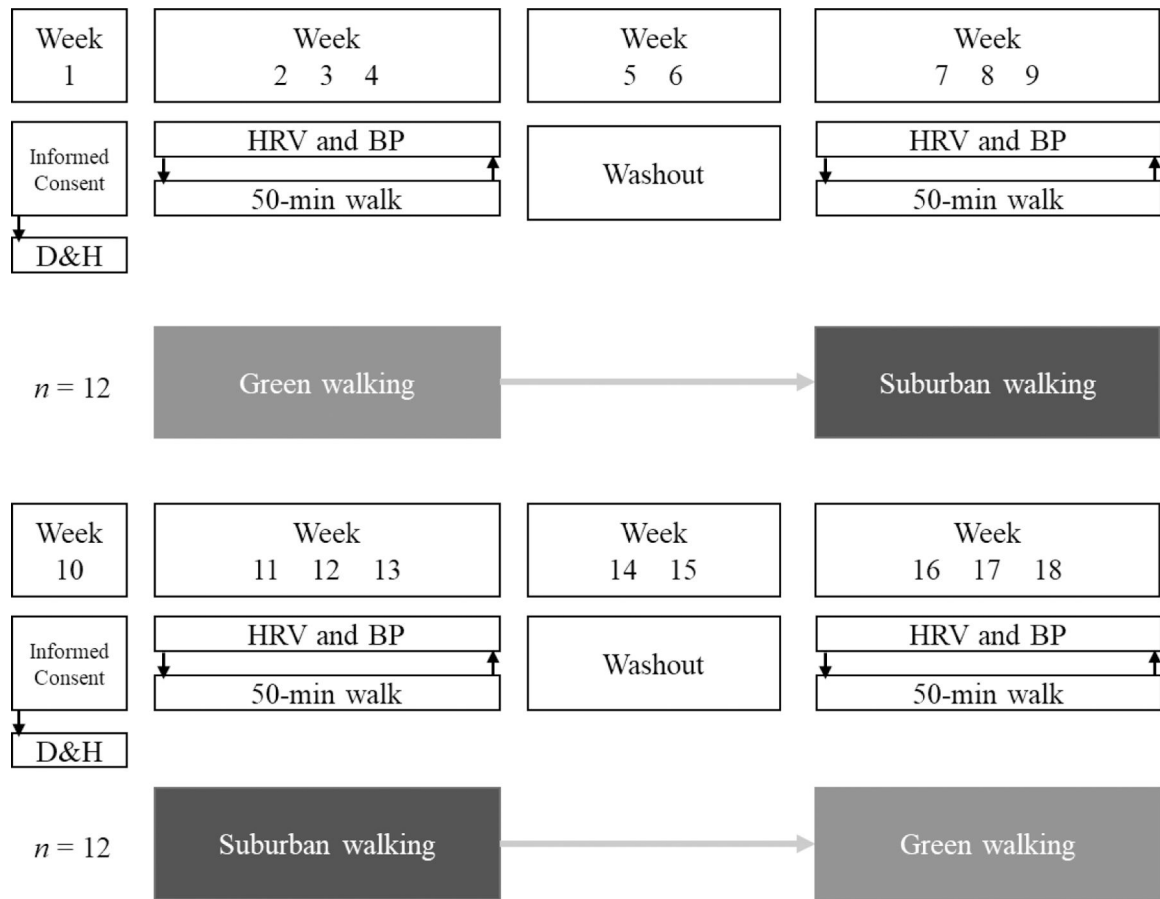 Week
1
Week
2 3 4
Week
5 6
Week
7 8 9
Informed
Consent
D&H
HRV and BP
50-min walk
Washout
HRV and BP
50-min walk
n = 12
Green walking
Suburban walking
Week
10
Week
11 12 13
Week
14 15
Week
16 17 18
Informed
Consent
D&H
HRV and BP
50-min walk
Washout
HRV and BP
50-min walk
n = 12
Suburban walking
Green walking